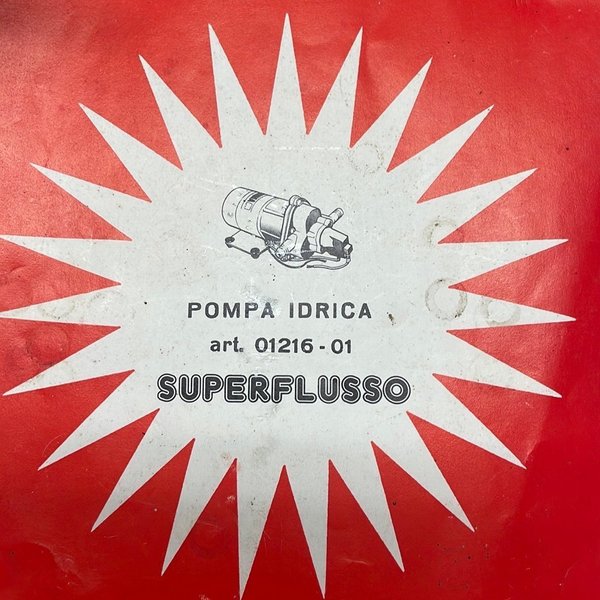 POMPA IDRICA
art. 01216-01
SUPERFLUSSO